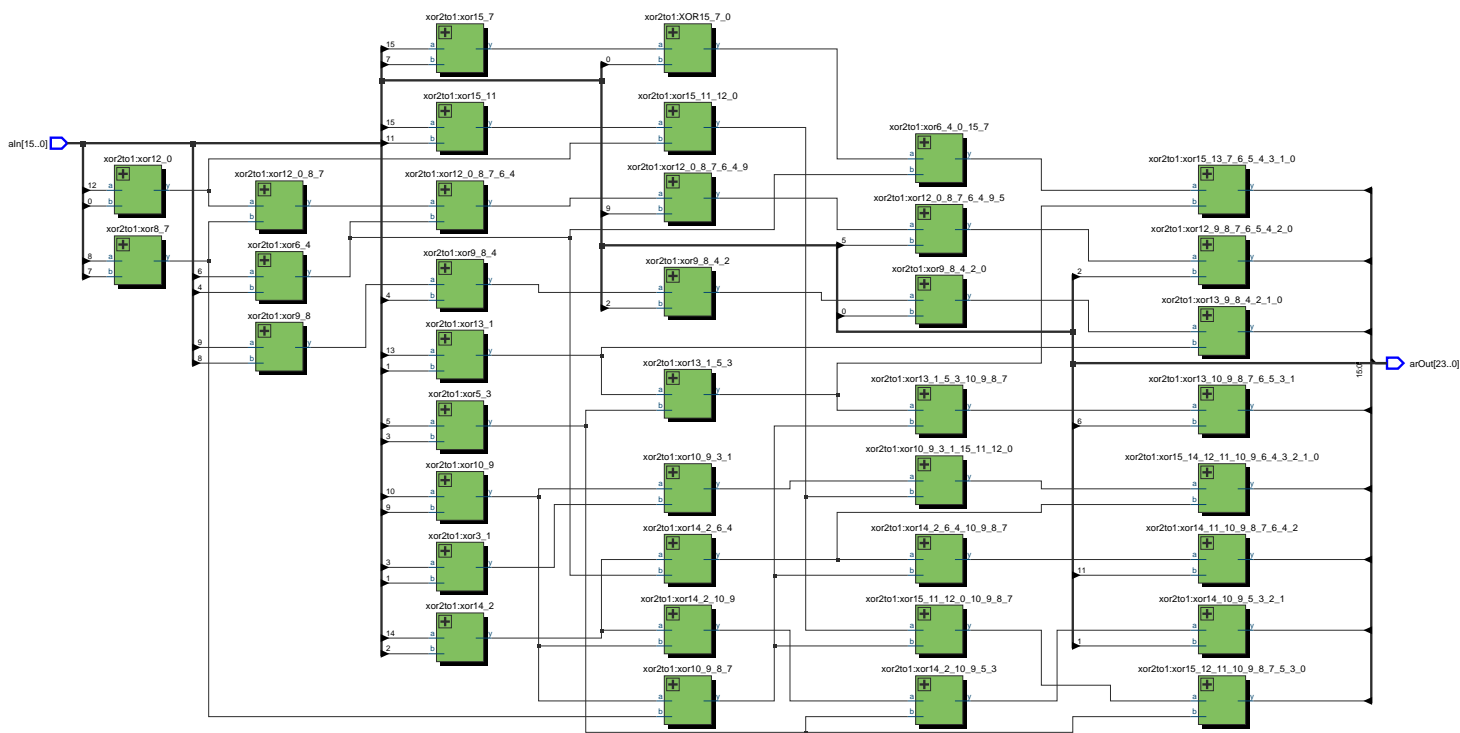 aIn[15..0]
xor2to1:xor12_0
12 a y
0 b
xor2to1:xor8_7
8 a y
7 b
xor2to1:xor12_0_8_7
a y
b
xor2to1:xor6_4
6 a y
4 b
xor2to1:xor9_8
9 a y
8 b
xor2to1:xor15_7
15 a y
7 b
xor2to1:xor15_11
15 a y
11 b
xor2to1:xor12_0_8_7_6_4
a y
b
xor2to1:xor9_8_4
a y
4 b
xor2to1:xor13_1
13 a y
1 b
xor2to1:xor5_3
5 a y
3 b
xor2to1:xor10_9
10 a y
9 b
xor2to1:xor3_1
3 a y
1 b
xor2to1:xor14_2
14 a y
2 b
xor2to1:XOR15_7_0
a y
0 b
xor2to1:xor15_11_12_0
a y
b
xor2to1:xor12_0_8_7_6_4_9
a y
9 b
xor2to1:xor9_8_4_2
a y
2 b
xor2to1:xor13_1_5_3
a y
b
xor2to1:xor10_9_3_1
a y
b
xor2to1:xor14_2_6_4
a y
b
xor2to1:xor14_2_10_9
a y
b
xor2to1:xor10_9_8_7
a y
b
xor2to1:xor6_4_0_15_7
a y
b
xor2to1:xor12_0_8_7_6_4_9_5
a y
5 b
xor2to1:xor9_8_4_2_0
a y
0 b
xor2to1:xor13_1_5_3_10_9_8_7
a y
b
xor2to1:xor10_9_3_1_15_11_12_0
a y
b
xor2to1:xor14_2_6_4_10_9_8_7
a y
b
xor2to1:xor15_11_12_0_10_9_8_7
a y
b
xor2to1:xor14_2_10_9_5_3
a y
b
xor2to1:xor15_13_7_6_5_4_3_1_0
a y
b
xor2to1:xor12_9_8_7_6_5_4_2_0
a y
2 b
xor2to1:xor13_9_8_4_2_1_0
a y
b
xor2to1:xor13_10_9_8_7_6_5_3_1
a y
6 b
xor2to1:xor15_14_12_11_10_9_6_4_3_2_1_0
a y
b
xor2to1:xor14_11_10_9_8_7_6_4_2
a y
11 b
xor2to1:xor14_10_9_5_3_2_1
a y
1 b
xor2to1:xor15_12_11_10_9_8_7_5_3_0
a y
b
arOut[23..0]